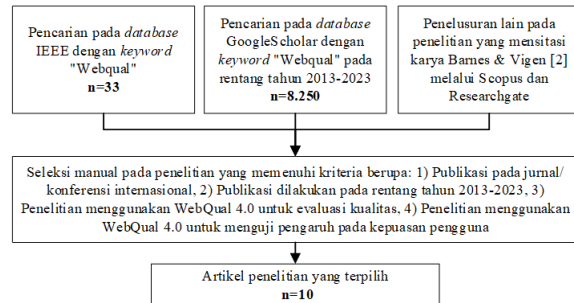 Pencarian pada database
IEEE dengan keyword
"Webqual"
n=33
Pencarian pada database
GoogleScholar dengan
keyword "Webqual" pada
rentang tahun 2013-2023
n=8.250
Penelusuran lain pada
penelitian yang mensitasi
karya Barnes & Vigen [2]
melalui Scopus dan
Researchgate
Seleksi manual pada penelitian yang memenuhi kriteria berupa: 1) Publikasi pada jurnal/
konferensi internasional, 2) Publikasi dilakukan pada rentang tahun 2013-2023, 3)
Penelitian menggunakan WebQual 4.0 untuk evaluasi kualitas, 4) Penelitian menggunakan
WebQual 4.0 untuk menguji pengaruh pada kepuasan pengguna
Artikel penelitian yang terpilih
n=10